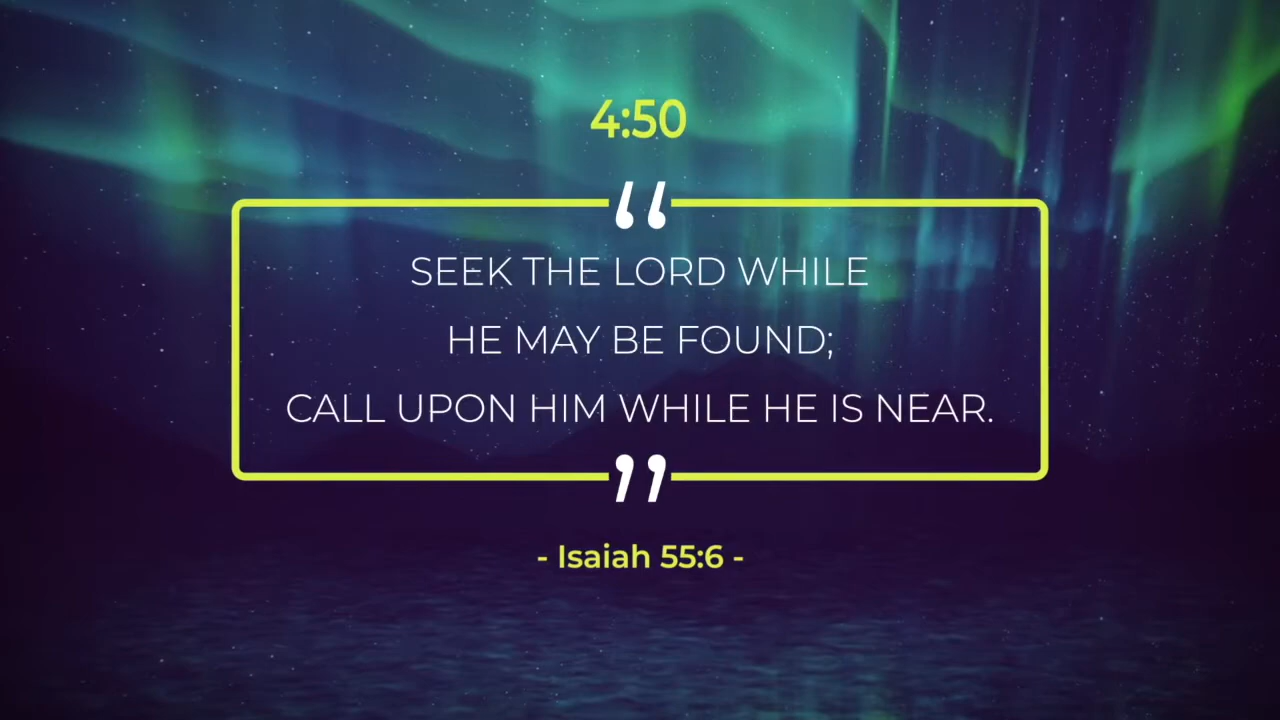 4:50
“
SEEK THE LORD WHILE
HE MAY BE FOUND;
CALL UPON HIM WHILE HE IS NEAR.
”
- Isaiah 55:6 -